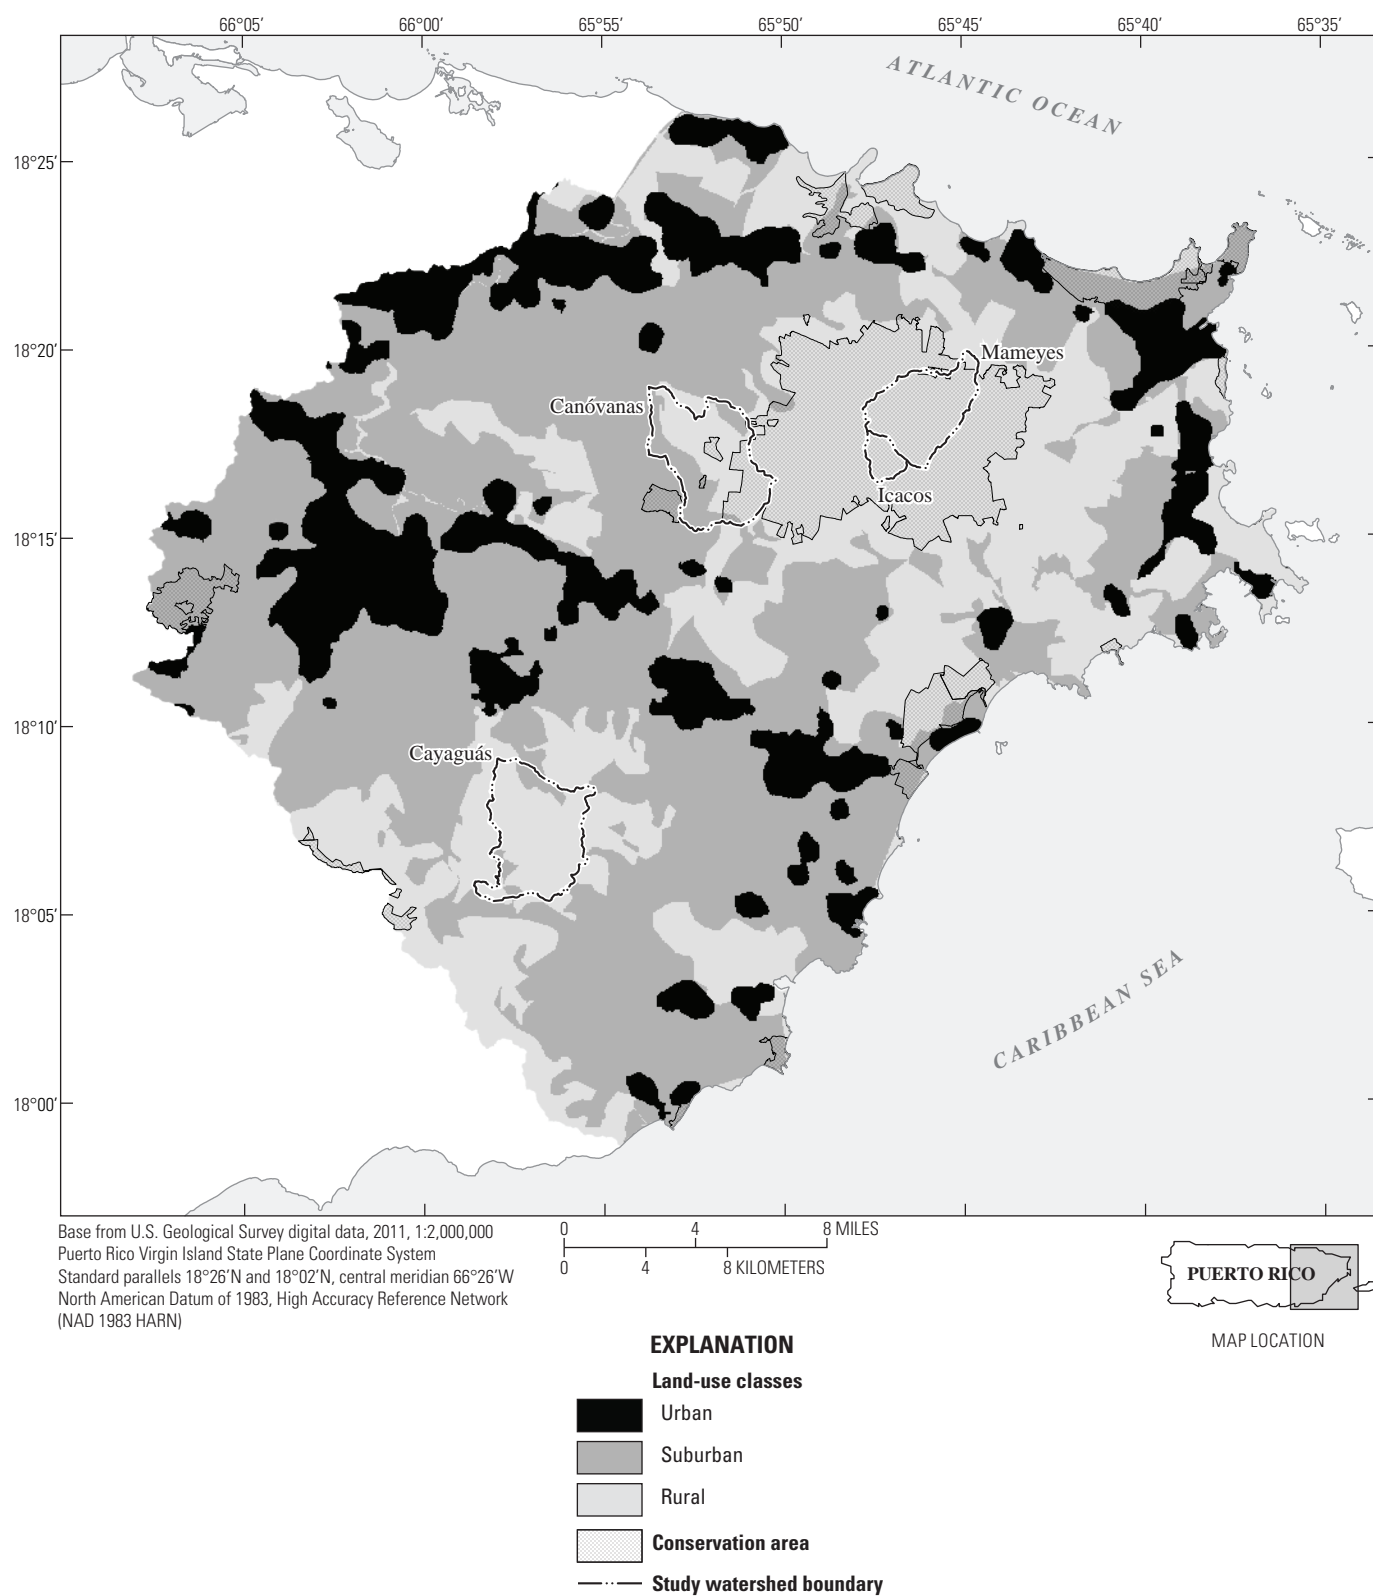 66°05′ 66°00′ 65°55′ 65°50′ 65°45′ 65°40′ 65°35′
ATLANTIC OCEAN
18°25′
18°20′
Mameyes
Canóvanas
Icacos
18°15′
18°10′
Cayaguás
18°05′
CARIBBEAN SEA
18°00′
Base from U.S. Geological Survey digital data, 2011, 1:2,000,000
Puerto Rico Virgin Island State Plane Coordinate System
Standard parallels 18°26′N and 18°02′N, central meridian 66°26′W
North American Datum of 1983, High Accuracy Reference Network
(NAD 1983 HARN)
0 4 8 MILES
0 4 8 KILOMETERS
PUERTO RICO
MAP LOCATION
EXPLANATION
Land-use classes
Urban
Suburban
Rural
Conservation area
Study watershed boundary